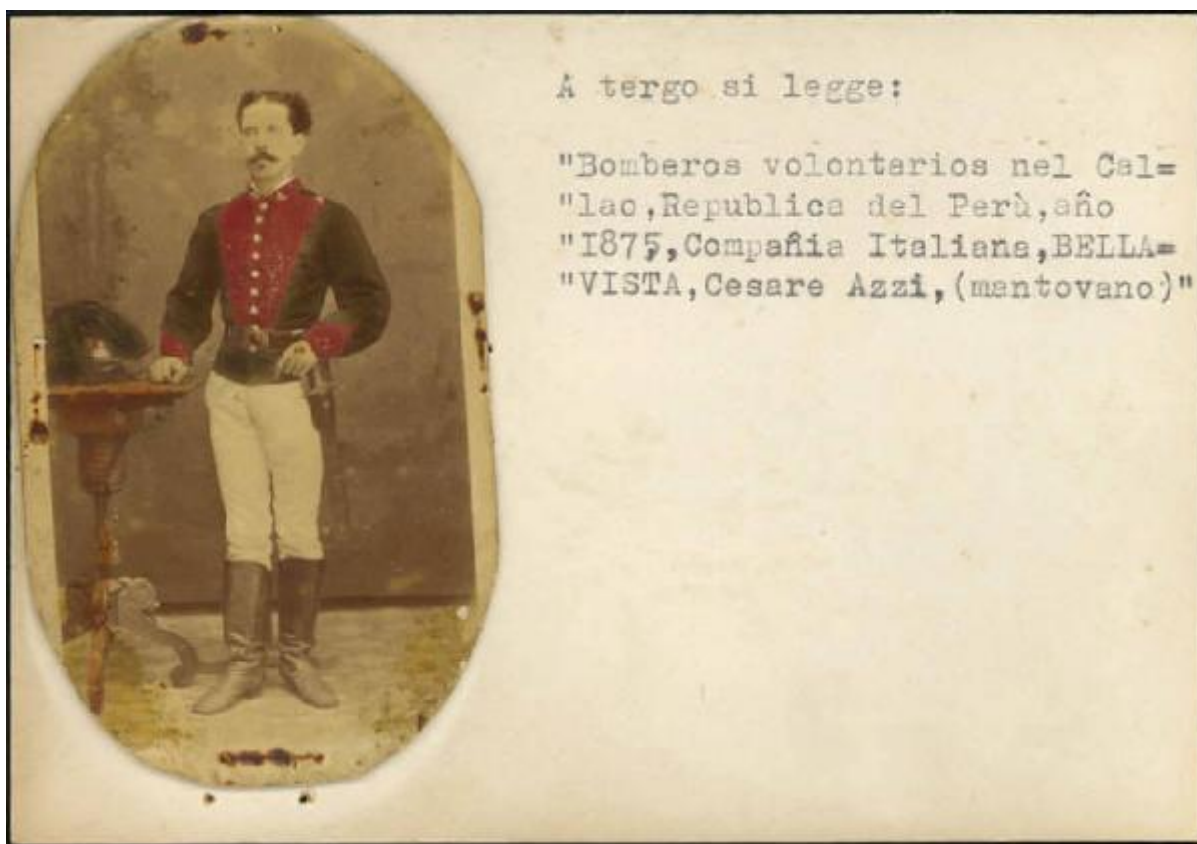 A tergo si legge:
"Bomberos volontarios nel Cal=
"lao,Republica del Perù,año
"I875,Compañia Italiana,BELLA=
"VISTA,Cesare Azzi,(mantovano)"